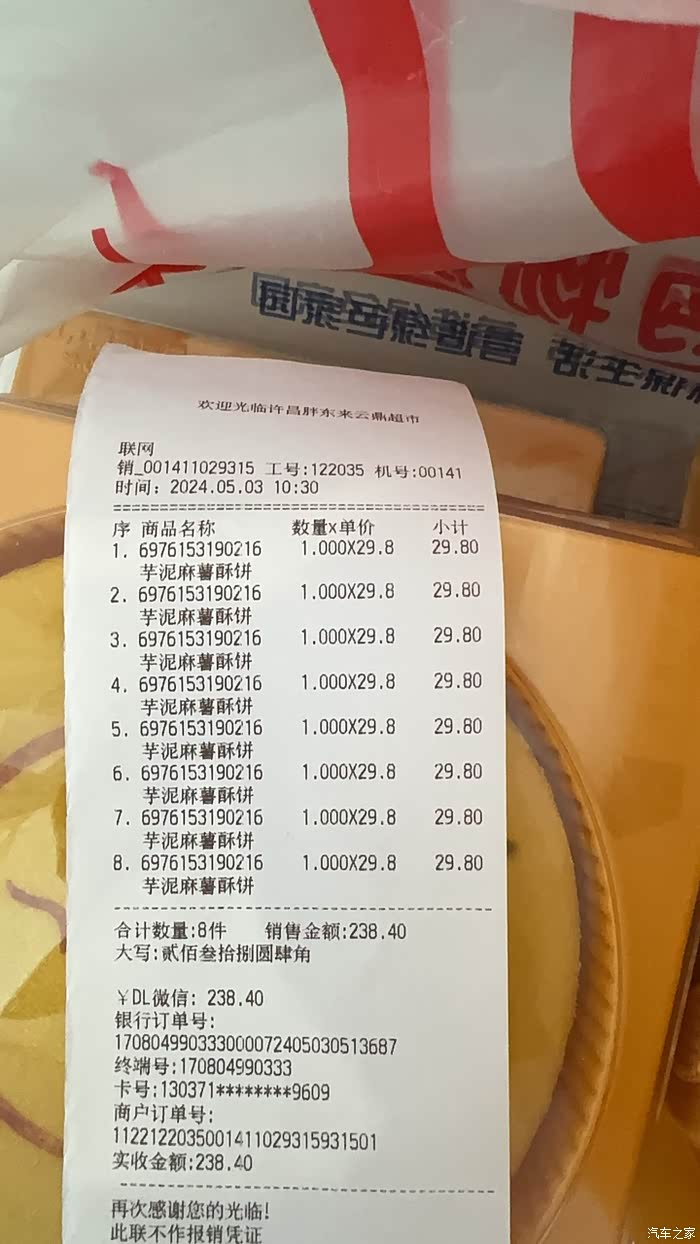 欢迎光临许昌胖东来云鼎超市
联网
销_001411029315 工号:122035 机号:00141
时间: 2024.05.03 10:30
序 商品名称 数量x单价 小计
1. 6976153190216 1.000X29.8 29.80
芋泥麻薯酥饼
2. 6976153190216 1.000X29.8 29.80
芋泥麻薯酥饼
3. 6976153190216 1.000X29.8 29.80
芋泥麻薯酥饼
4. 6976153190216 1.000X29.8 29.80
芋泥麻薯酥饼
5. 6976153190216 1.000X29.8 29.80
芋泥麻薯酥饼
6. 6976153190216 1.000X29.8 29.80
芋泥麻薯酥饼
7. 6976153190216 1.000X29.8 29.80
芋泥麻薯酥饼
8. 6976153190216 1.000X29.8 29.80
芋泥麻薯酥饼
合计数量:8件 销售金额:238.40
大写:贰佰叁拾捌圆肆角
￥DL微信: 238.40
银行订单号:
170804990333000072405030513687
终端号:170804990333
卡号:130371********9609
商户订单号:
1122122035001411029315931501
实收金额:238.40
再次感谢您的光临!
此联不作报销凭证
汽车之家